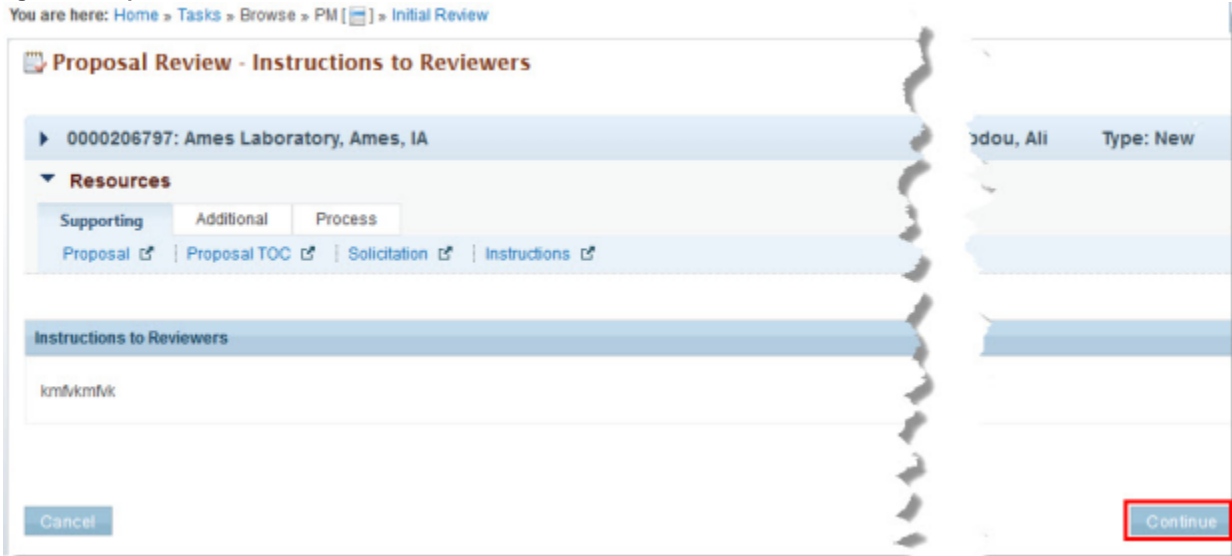 You are here: Home » Tasks » Browse » PM [ ] » Initial Review
Proposal Review - Instructions to Reviewers
0000206797: Ames Laboratory, Ames, IA odou, Ali Type: New
Resources
Supporting Additional Process
Proposal Proposal TOC Solicitation Instructions
Instructions to Reviewers
kmfvkmfvk
Cancel Continue